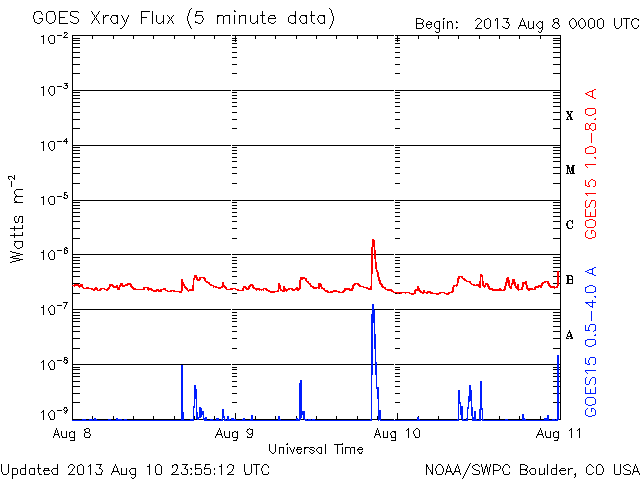 GOES Xray Flux (5 minute data)
Begin: 2013 Aug 8 0000 UTC
10-2
10-3
10-4
10-5
10-6
10-7
10-8
10-9
Watts m-2
X
M
C
B
A
GOES15 1.0-8.0 A
GOES15 0.5-4.0 A
Aug 8
Aug 9
Aug 10
Aug 11
Universal Time
Updated 2013 Aug 10 23:55:12 UTC
NOAA/SWPC Boulder, CO USA